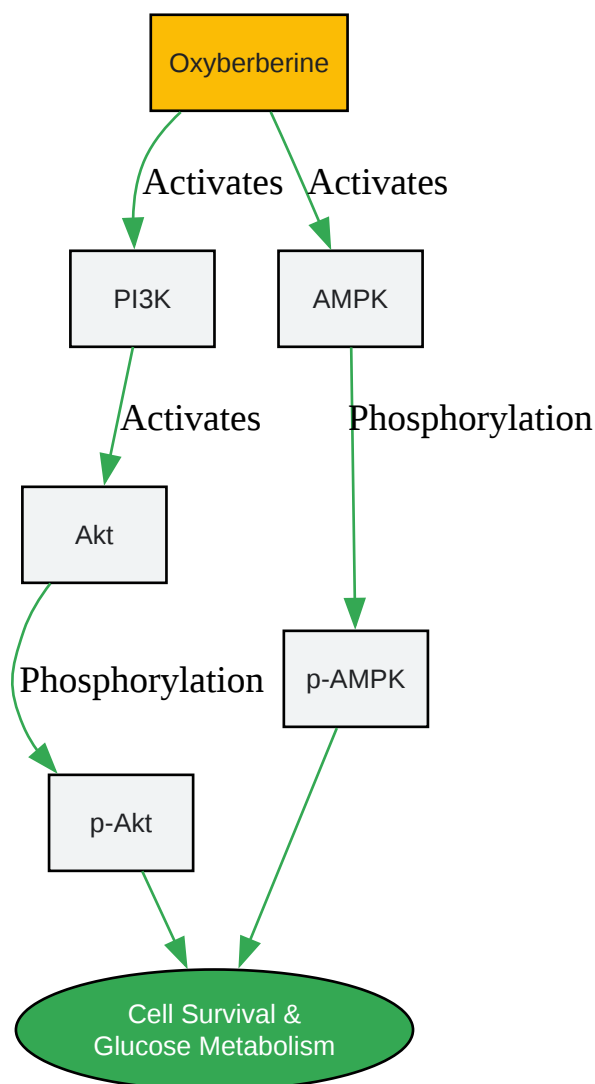 Oxyberberine
Activates
Activates
PI3K
AMPK
Activates
Phosphorylation
Akt
Phosphorylation
p-AMPK
p-Akt
Cell Survival &
Glucose Metabolism